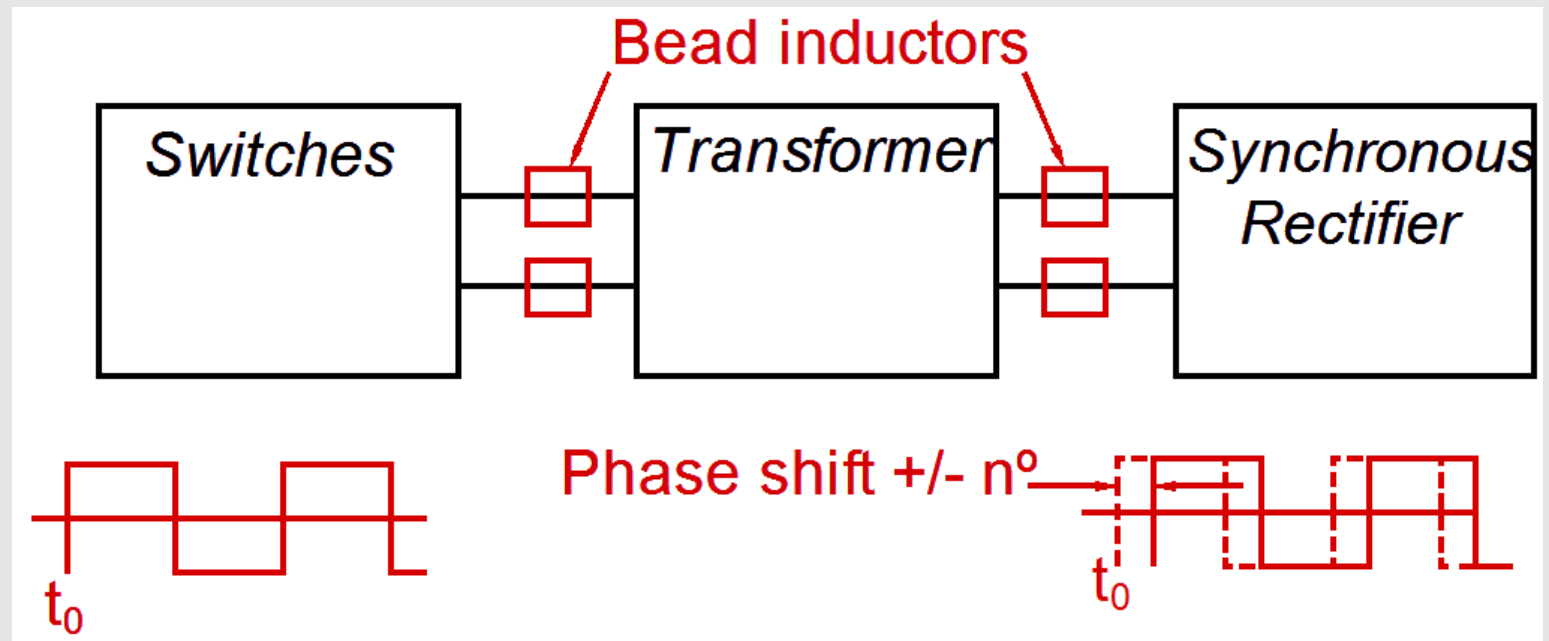 Bead inductors
Switches
Transformer
Synchronous
Rectifier
Phase shift +/- nº
t₀
t₀